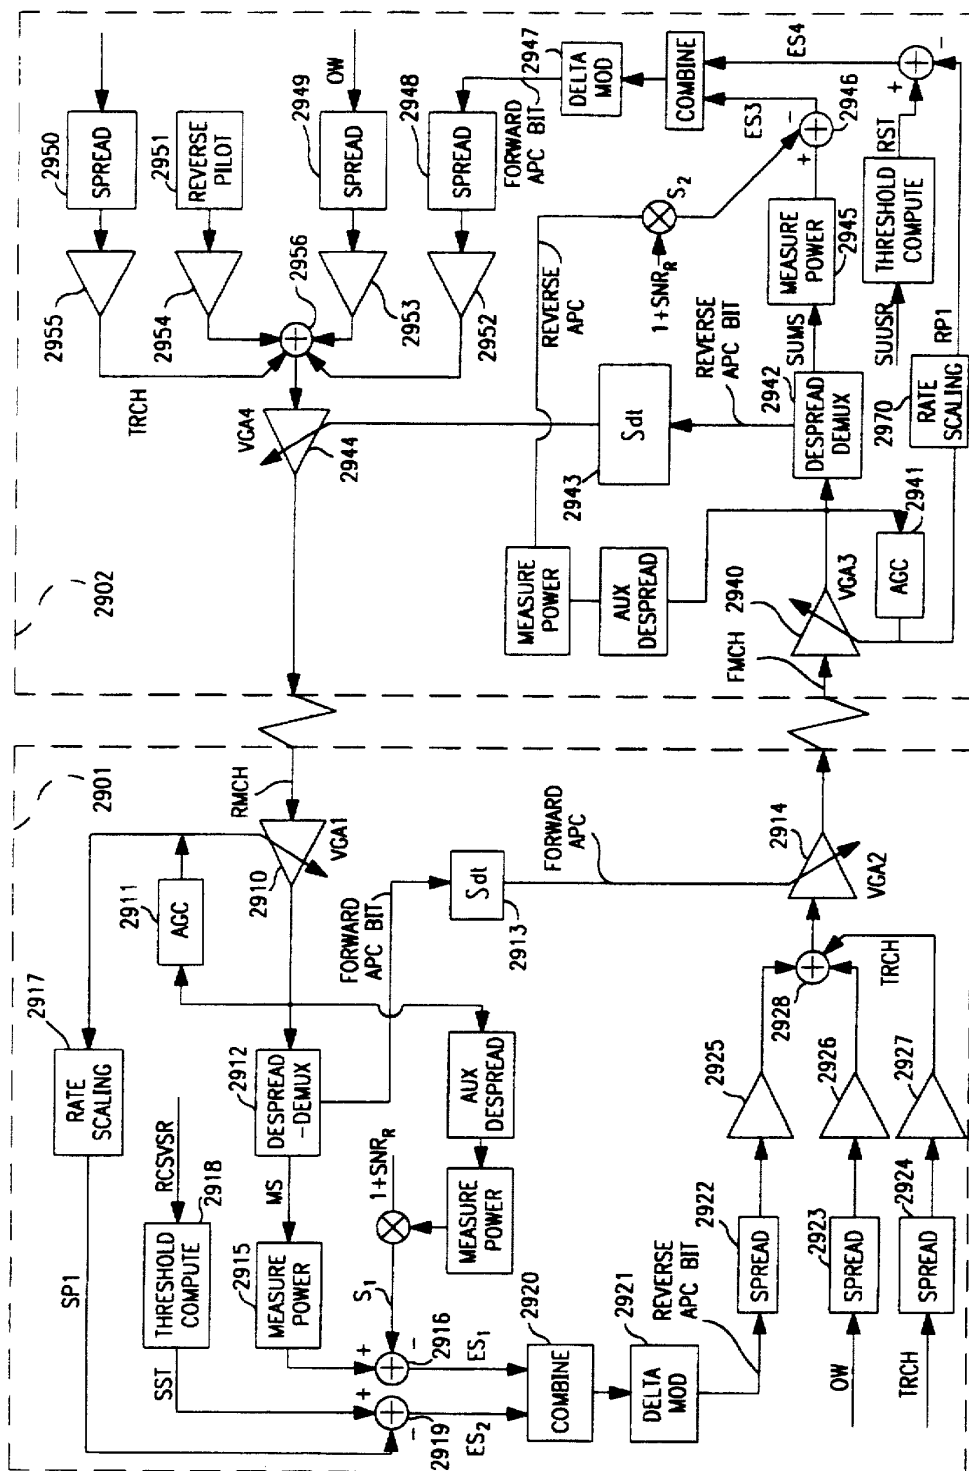 2901
2917
RATE
SCALING
2911
AGC
RMCH
2910
VGA1
SP1
RCSVSR
2918
THRESHOLD
COMPUTE
SST
2912
DESPREAD
-DEMUX
MS
2915
MEASURE
POWER
FORWARD
APC BIT
Sdt
2913
FORWARD
APC
AUX
DESPREAD
MEASURE
POWER
1+SNRR
S1
+
-
2916
ES1
+
-
2919
ES2
2920
COMBINE
2921
DELTA
MOD
REVERSE
APC BIT
2922
SPREAD
2925
OW
2923
SPREAD
2926
TRCH
2924
SPREAD
2927
TRCH
2928
2914
VGA2
2902
2950
SPREAD
2955
2951
REVERSE
PILOT
2954
OW
2949
SPREAD
2953
2948
SPREAD
2952
TRCH
2956
VGA4
2944
FORWARD
APC BIT
2947
DELTA
MOD
COMBINE
ES3
ES4
REVERSE
APC
MEASURE
POWER
AUX
DESPREAD
1+SNRR
S2
-
+
2946
Sdt
2943
REVERSE
APC BIT
SUMS
MEASURE
POWER
2945
2942
DESPREAD
DEMUX
FMCH
2940
VGA3
AGC
2941
SUUSR
THRESHOLD
COMPUTE
RST
+
-
2970
RATE
SCALING
RP1